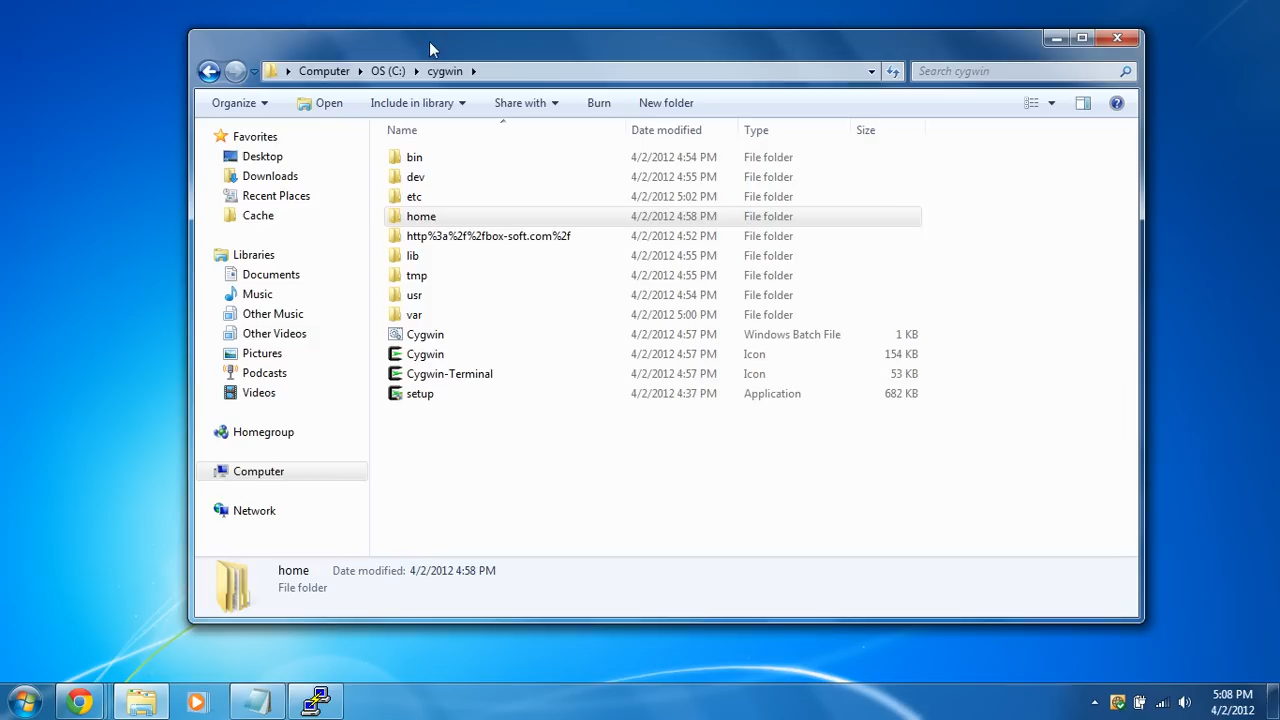 Computer OS (C:) cygwin Search cygwin
Organize Open Include in library Share with Burn New folder
Name Date modified Type Size
Favorites
Desktop
Downloads
Recent Places
Cache
Libraries
Documents
Music
Other Music
Other Videos
Pictures
Podcasts
Videos
Homegroup
Computer
Network
bin 4/2/2012 4:54 PM File folder
dev 4/2/2012 4:55 PM File folder
etc 4/2/2012 5:02 PM File folder
home 4/2/2012 4:58 PM File folder
http%3a%2f%2fbox-soft.com%2f 4/2/2012 4:52 PM File folder
lib 4/2/2012 4:55 PM File folder
tmp 4/2/2012 4:55 PM File folder
usr 4/2/2012 4:54 PM File folder
var 4/2/2012 5:00 PM File folder
Cygwin 4/2/2012 4:57 PM Windows Batch File 1 KB
Cygwin 4/2/2012 4:57 PM Icon 154 KB
Cygwin-Terminal 4/2/2012 4:57 PM Icon 53 KB
setup 4/2/2012 4:37 PM Application 682 KB
home Date modified: 4/2/2012 4:58 PM
File folder
5:08 PM
4/2/2012